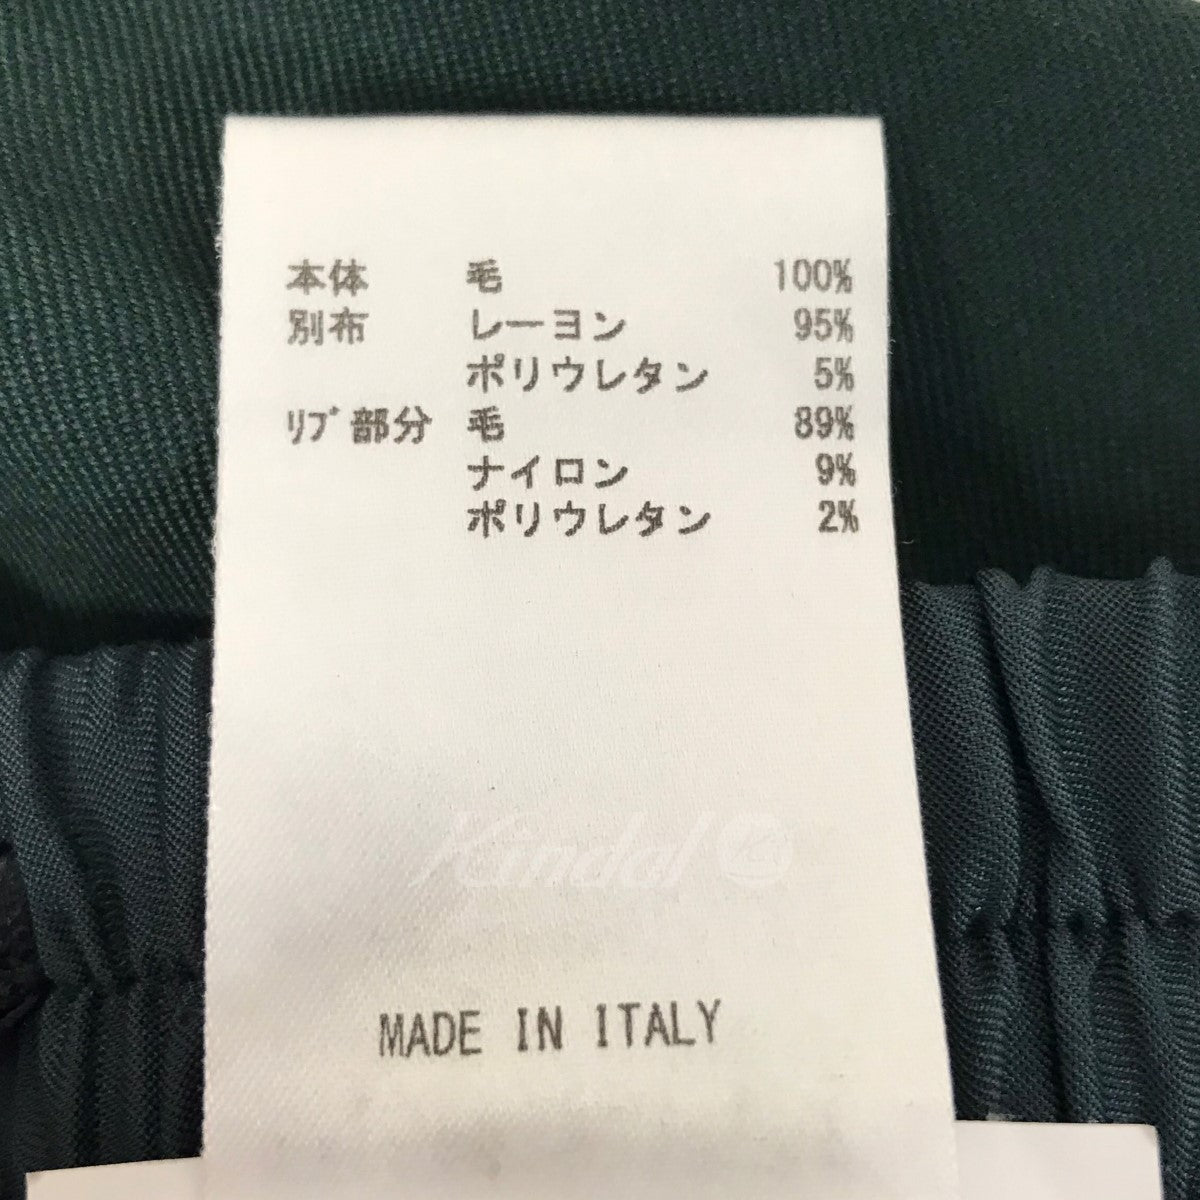 本体 毛 100%
別布 レーヨン 95%
ポリウレタン 5%
ﾘﾌﾞ部分 毛 89%
ナイロン 9%
ポリウレタン 2%
Kindal
MADE IN ITALY